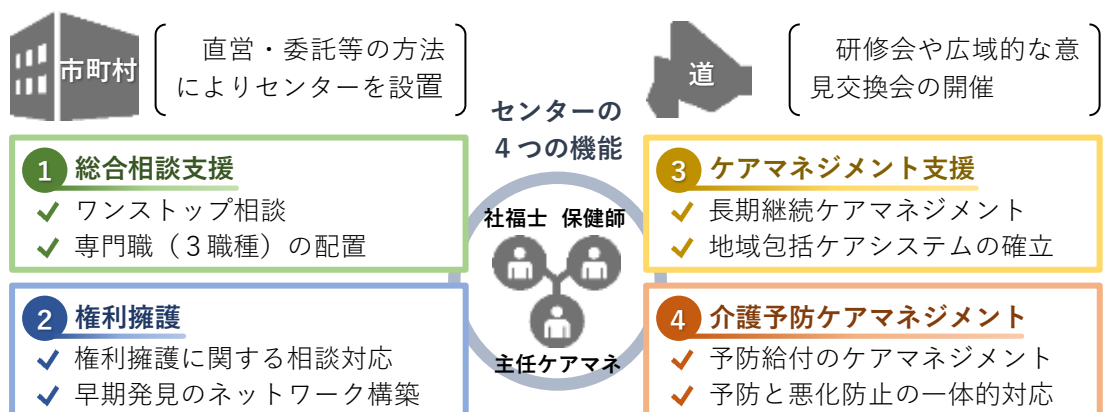 市町村
直営・委託等の方法
によりセンターを設置
道
研修会や広域的な意
見交換会の開催
センターの
4つの機能
1 総合相談支援
✓ ワンストップ相談
✓ 専門職（３職種）の配置
2 権利擁護
✓ 権利擁護に関する相談対応
✓ 早期発見のネットワーク構築
社福士 保健師
主任ケアマネ
3 ケアマネジメント支援
✓ 長期継続ケアマネジメント
✓ 地域包括ケアシステムの確立
4 介護予防ケアマネジメント
✓ 予防給付のケアマネジメント
✓ 予防と悪化防止の一体的対応